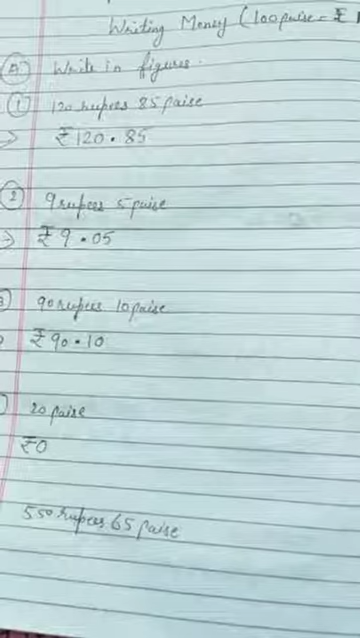 Writing Money (100 paise = ₹ 1
(A) Write in figures.
(1) 120 rupees 85 paise
→ ₹120.85
(2) 9 rupees 5 paise
→ ₹9.05
90 rupees 10 paise
₹90.10
20 paise
₹0
550 rupees 65 paise